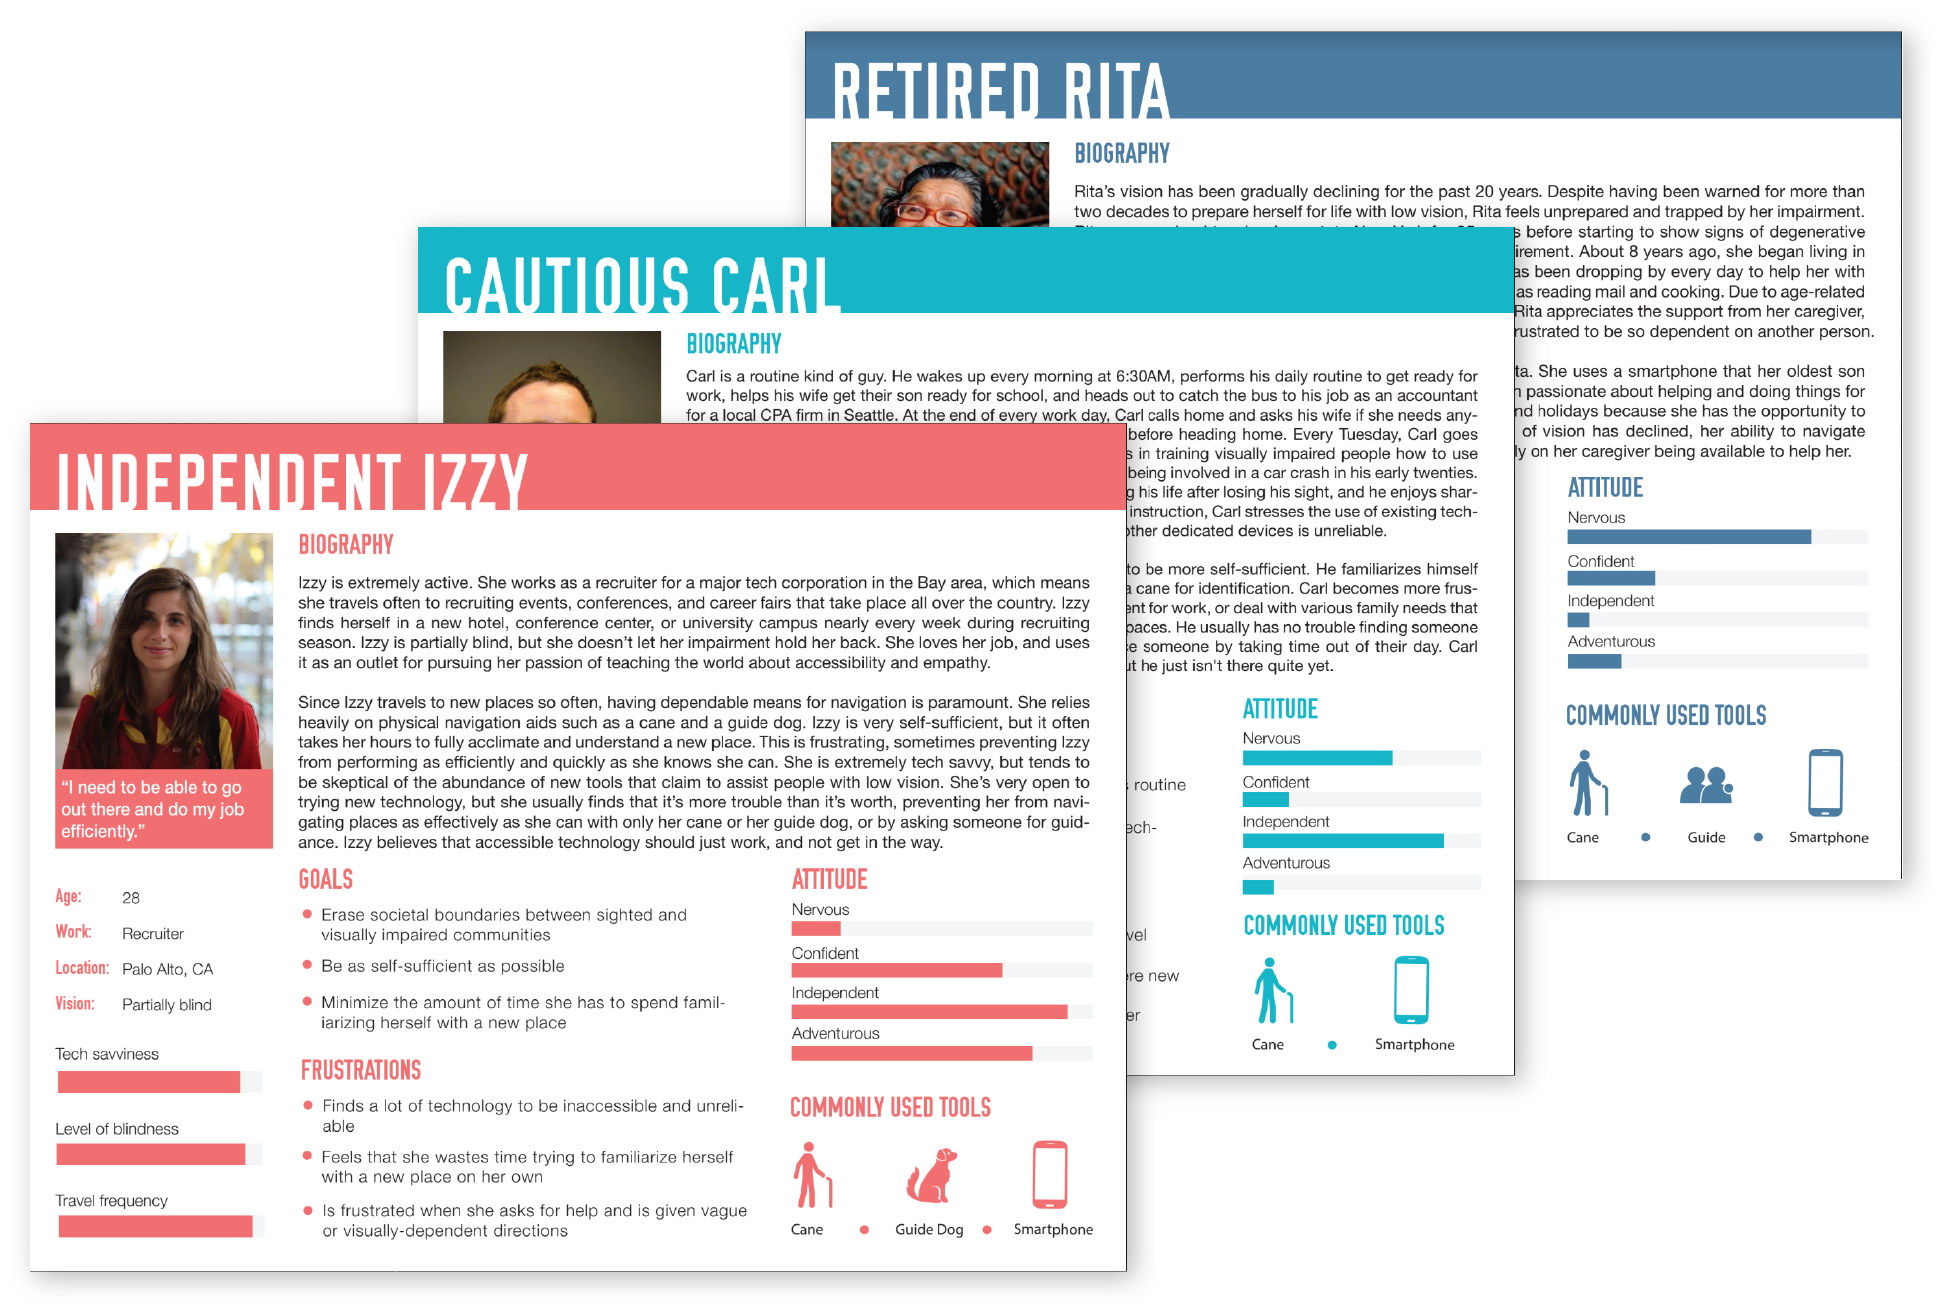 RETIRED RITA
BIOGRAPHY
Rita's vision has been gradually declining for the past 20 years. Despite having been warned for more than
two decades to prepare herself for life with low vision, Rita feels unprepared and trapped by her impairment.
s before starting to show signs of degenerative
irement. About 8 years ago, she began living in
as been dropping by every day to help her with
as reading mail and cooking. Due to age-related
Rita appreciates the support from her caregiver,
rustrated to be so dependent on another person.
ta. She uses a smartphone that her oldest son
n passionate about helping and doing things for
nd holidays because she has the opportunity to
of vision has declined, her ability to navigate
ly on her caregiver being available to help her.
ATTITUDE
Nervous
Confident
Independent
Adventurous
COMMONLY USED TOOLS
Cane • Guide • Smartphone
CAUTIOUS CARL
BIOGRAPHY
Carl is a routine kind of guy. He wakes up every morning at 6:30AM, performs his daily routine to get ready for
work, helps his wife get their son ready for school, and heads out to catch the bus to his job as an accountant
for a local CPA firm in Seattle. At the end of every work day, Carl calls home and asks his wife if she needs any-
before heading home. Every Tuesday, Carl goes
s in training visually impaired people how to use
being involved in a car crash in his early twenties.
g his life after losing his sight, and he enjoys shar-
instruction, Carl stresses the use of existing tech-
other dedicated devices is unreliable.
to be more self-sufficient. He familiarizes himself
a cane for identification. Carl becomes more frus-
ent for work, or deal with various family needs that
paces. He usually has no trouble finding someone
e someone by taking time out of their day. Carl
ut he just isn't there quite yet.
s routine
ech-
vel
ere new
er
ATTITUDE
Nervous
Confident
Independent
Adventurous
COMMONLY USED TOOLS
Cane • Smartphone
INDEPENDENT IZZY
"I need to be able to go
out there and do my job
efficiently."
Age: 28
Work: Recruiter
Location: Palo Alto, CA
Vision: Partially blind
Tech savviness
Level of blindness
Travel frequency
BIOGRAPHY
Izzy is extremely active. She works as a recruiter for a major tech corporation in the Bay area, which means
she travels often to recruiting events, conferences, and career fairs that take place all over the country. Izzy
finds herself in a new hotel, conference center, or university campus nearly every week during recruiting
season. Izzy is partially blind, but she doesn't let her impairment hold her back. She loves her job, and uses
it as an outlet for pursuing her passion of teaching the world about accessibility and empathy.
Since Izzy travels to new places so often, having dependable means for navigation is paramount. She relies
heavily on physical navigation aids such as a cane and a guide dog. Izzy is very self-sufficient, but it often
takes her hours to fully acclimate and understand a new place. This is frustrating, sometimes preventing Izzy
from performing as efficiently and quickly as she knows she can. She is extremely tech savvy, but tends to
be skeptical of the abundance of new tools that claim to assist people with low vision. She's very open to
trying new technology, but she usually finds that it's more trouble than it's worth, preventing her from navi-
gating places as effectively as she can with only her cane or her guide dog, or by asking someone for guid-
ance. Izzy believes that accessible technology should just work, and not get in the way.
GOALS
• Erase societal boundaries between sighted and
visually impaired communities
• Be as self-sufficient as possible
• Minimize the amount of time she has to spend famil-
iarizing herself with a new place
FRUSTRATIONS
• Finds a lot of technology to be inaccessible and unreli-
able
• Feels that she wastes time trying to familiarize herself
with a new place on her own
• Is frustrated when she asks for help and is given vague
or visually-dependent directions
ATTITUDE
Nervous
Confident
Independent
Adventurous
COMMONLY USED TOOLS
Cane • Guide Dog • Smartphone